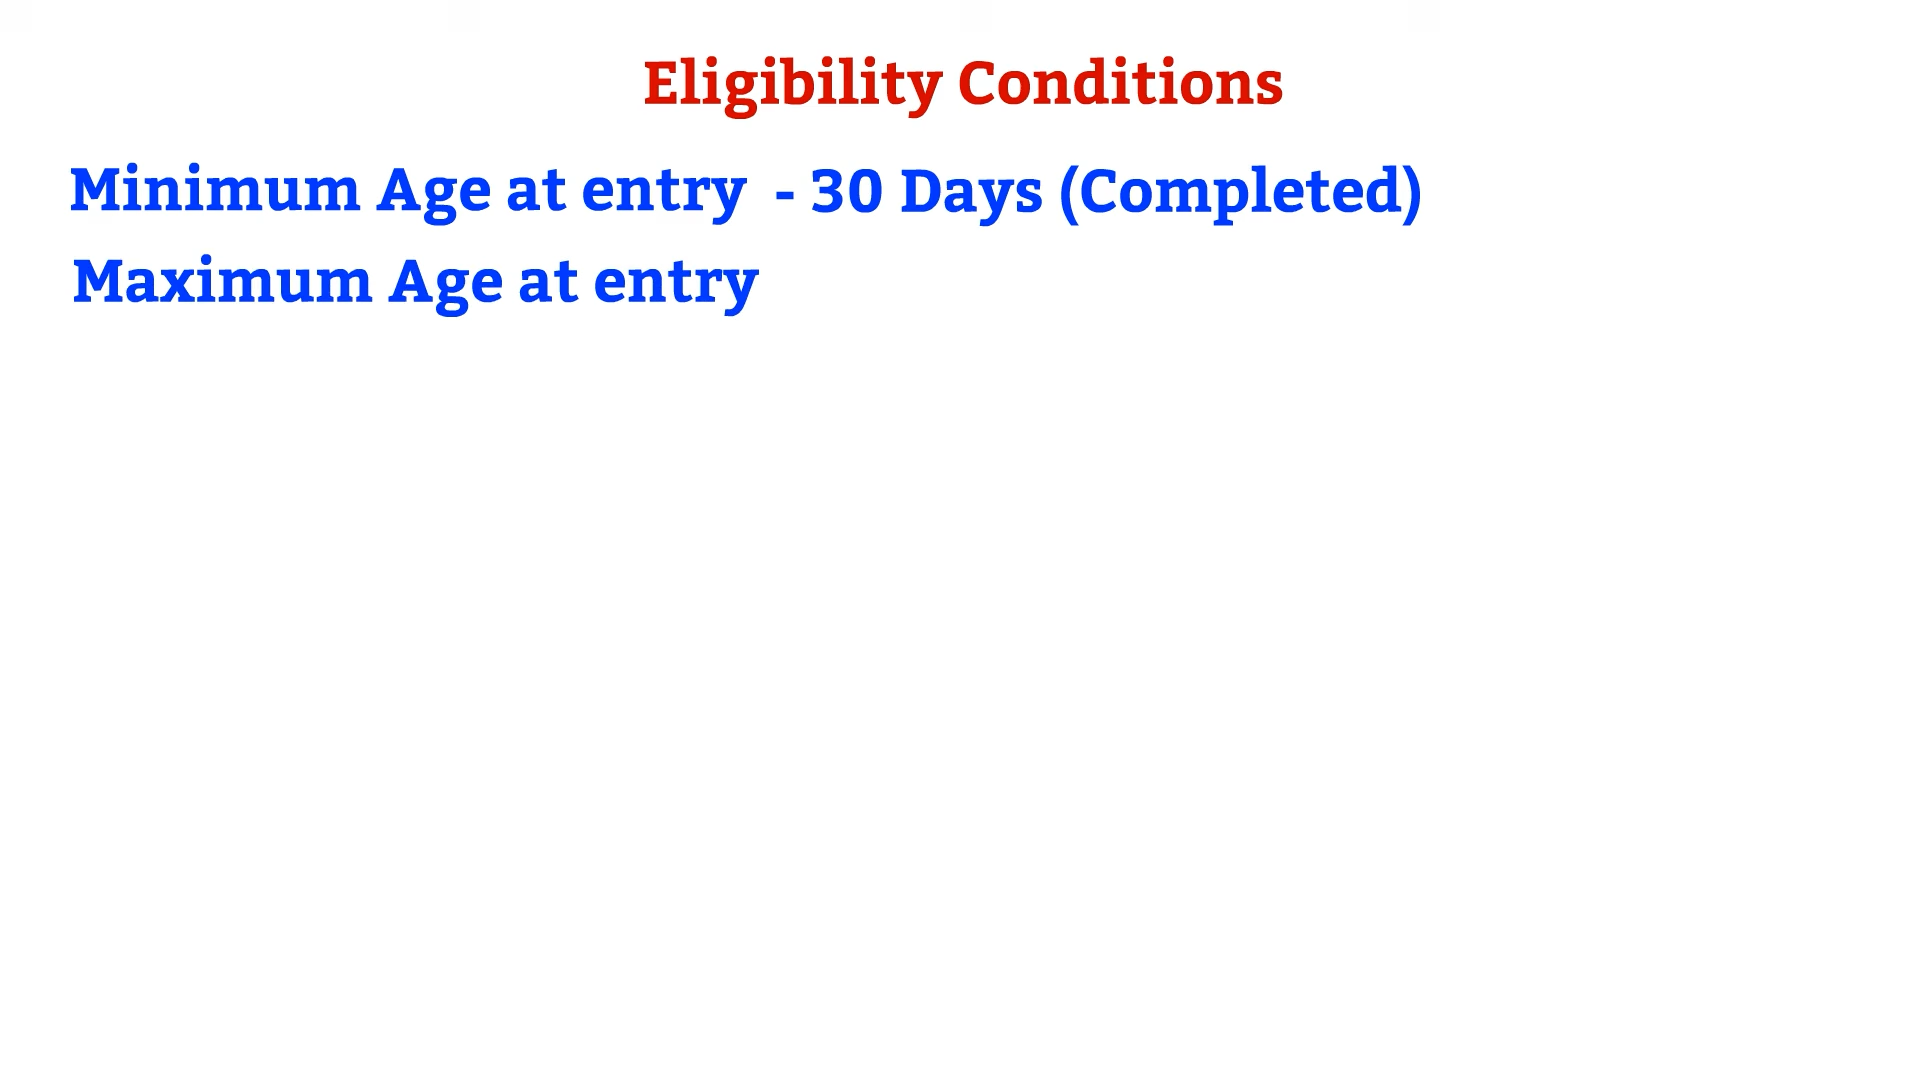 Eligibility Conditions
Minimum Age at entry - 30 Days (Completed)
Maximum Age at entry